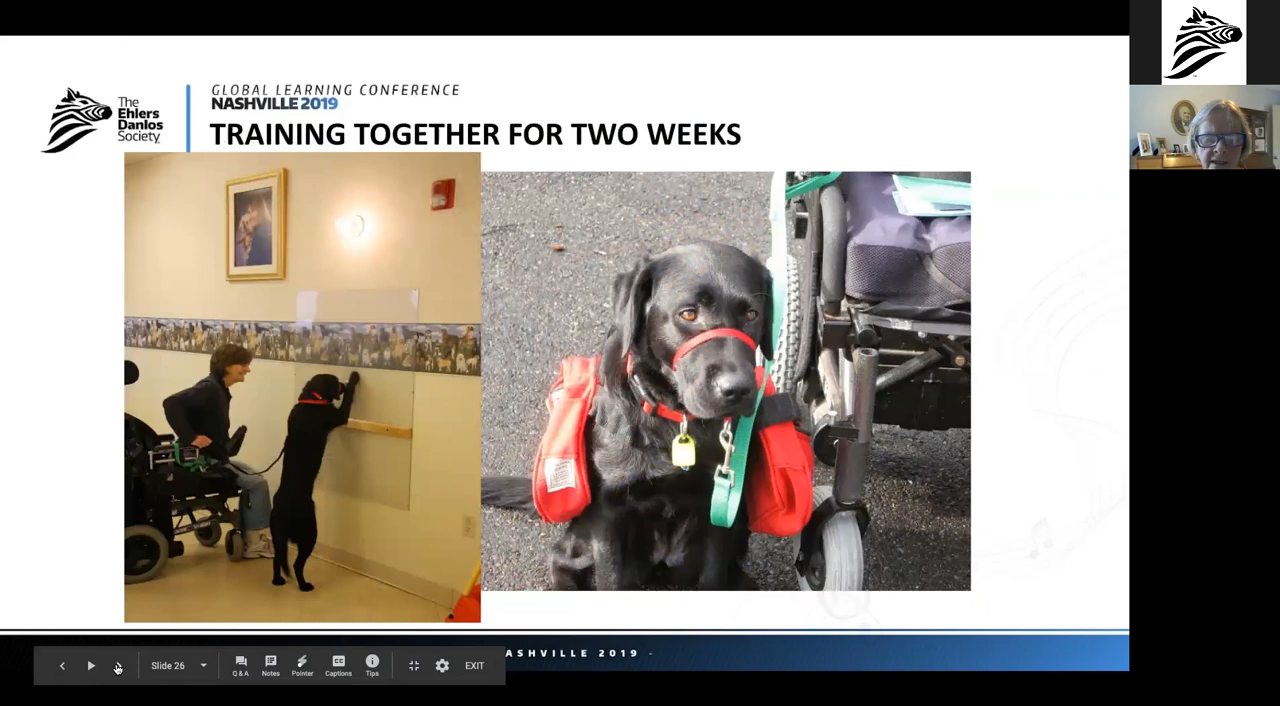 The
Ehlers
Danlos
Society
GLOBAL LEARNING CONFERENCE
NASHVILLE 2019
TRAINING TOGETHER FOR TWO WEEKS
ASHVILLE 2019 -
Slide 26
Q & A
Notes
Pointer
Captions
Tips
EXIT